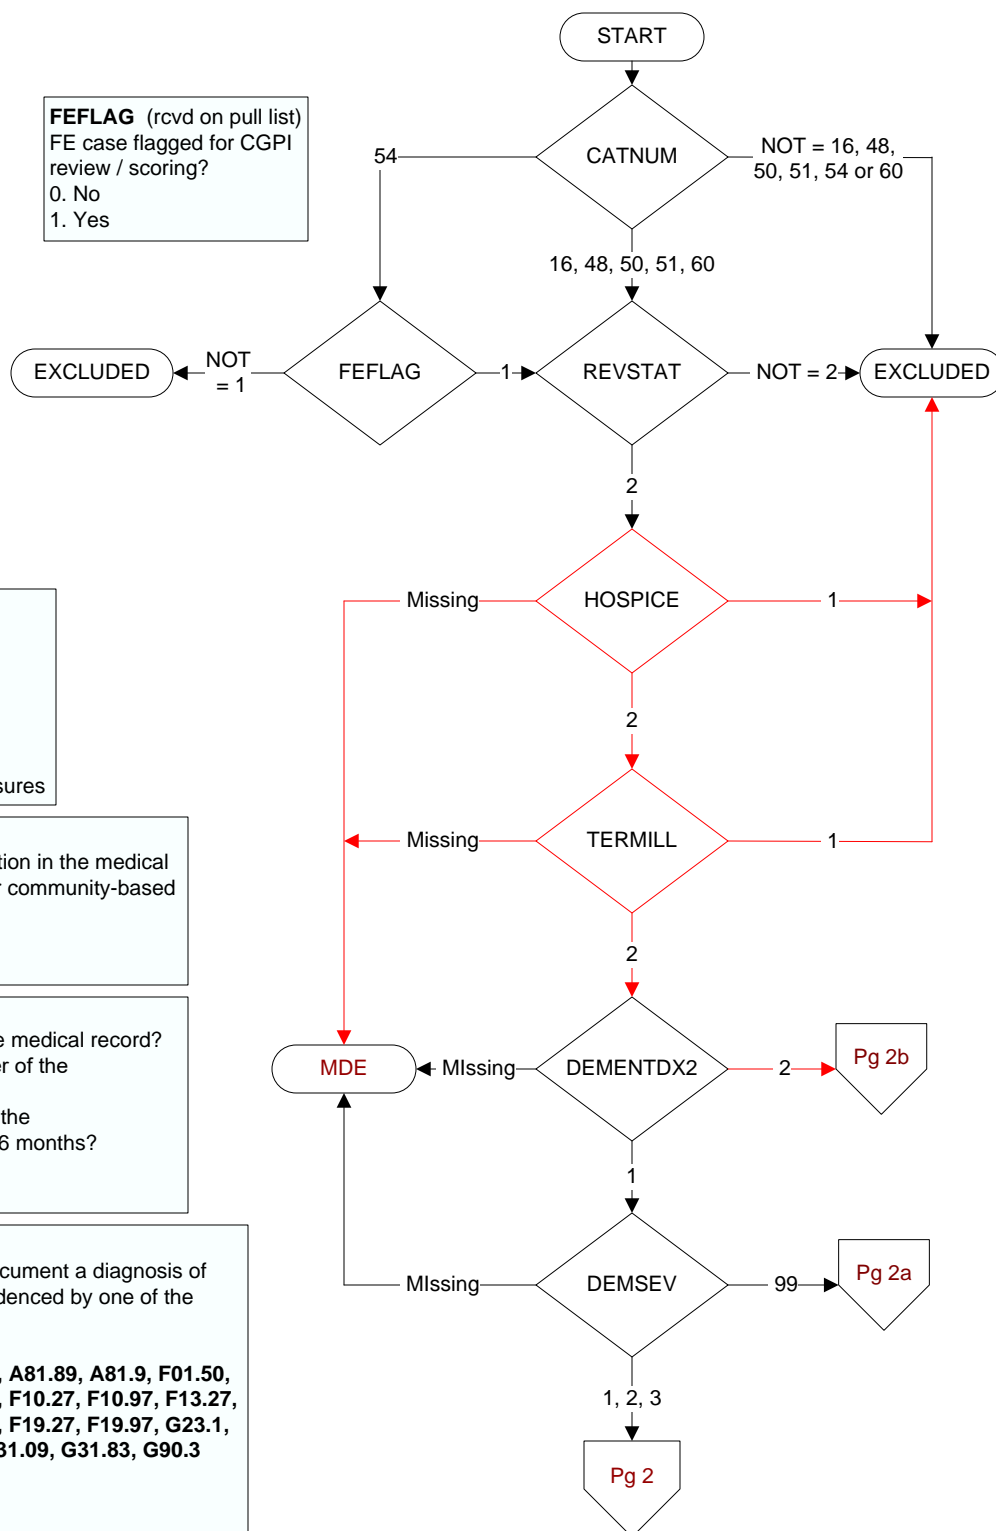 START
FEFLAG (rcvd on pull list)
FE case flagged for CGPI
review / scoring?
0. No
1. Yes
CATNUM
54
NOT = 16, 48,
50, 51, 54 or 60
16, 48, 50, 51, 60
EXCLUDED
NOT
= 1
FEFLAG
1
REVSTAT
NOT = 2
EXCLUDED
2
Missing
HOSPICE
1
2
sures
Missing
TERMILL
1
tion in the medical
r community-based
2
e medical record?
er of the
the
6 months?
MDE
MIssing
DEMENTDX2
2
Pg 2b
1
cument a diagnosis of
denced by one of the
MIssing
DEMSEV
99
Pg 2a
, A81.89, A81.9, F01.50,
, F10.27, F10.97, F13.27,
, F19.27, F19.97, G23.1,
31.09, G31.83, G90.3
1, 2, 3
Pg 2